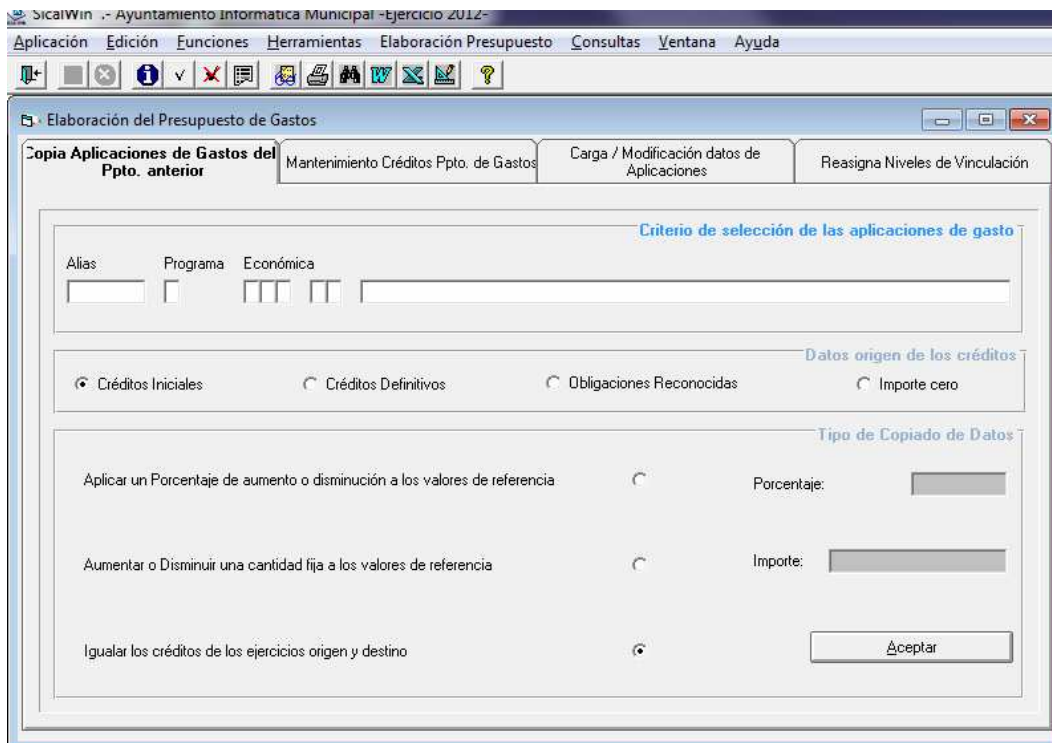 SicalWin .- Ayuntamiento Informatica Municipal -Ejercicio 2012-
Aplicación Edición Funciones Herramientas Elaboración Presupuesto Consultas Ventana Ayuda
Elaboración del Presupuesto de Gastos
Copia Aplicaciones de Gastos del
Ppto. anterior
Mantenimiento Créditos Ppto. de Gastos
Carga / Modificación datos de
Aplicaciones
Reasigna Niveles de Vinculación
Criterio de selección de las aplicaciones de gasto
Alias Programa Económica
Datos origen de los créditos
Créditos Iniciales Créditos Definitivos Obligaciones Reconocidas Importe cero
Tipo de Copiado de Datos
Aplicar un Porcentaje de aumento o disminución a los valores de referencia Porcentaje:
Aumentar o Disminuir una cantidad fija a los valores de referencia Importe:
Igualar los créditos de los ejercicios origen y destino Aceptar